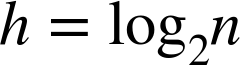 h = log₂n